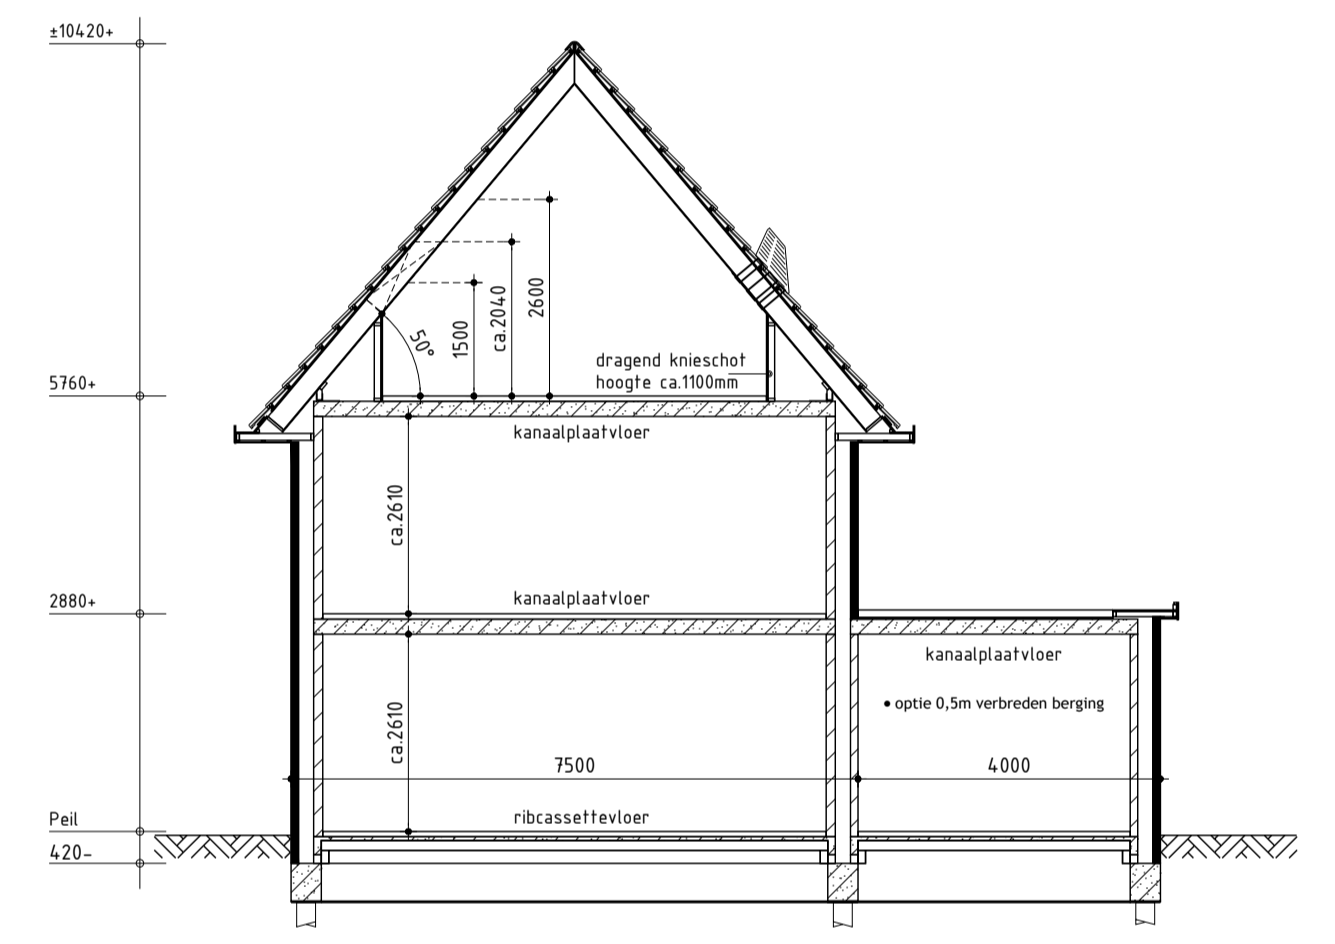 ±10420+
50°
1500
ca.2040
2600
dragend knieschot
hoogte ca.1100mm
5760+
kanaalplaatvloer
ca.2610
2880+
kanaalplaatvloer
kanaalplaatvloer
• optie 0,5m verbreden berging
ca.2610
7500
4000
Peil
ribcassettevloer
420-